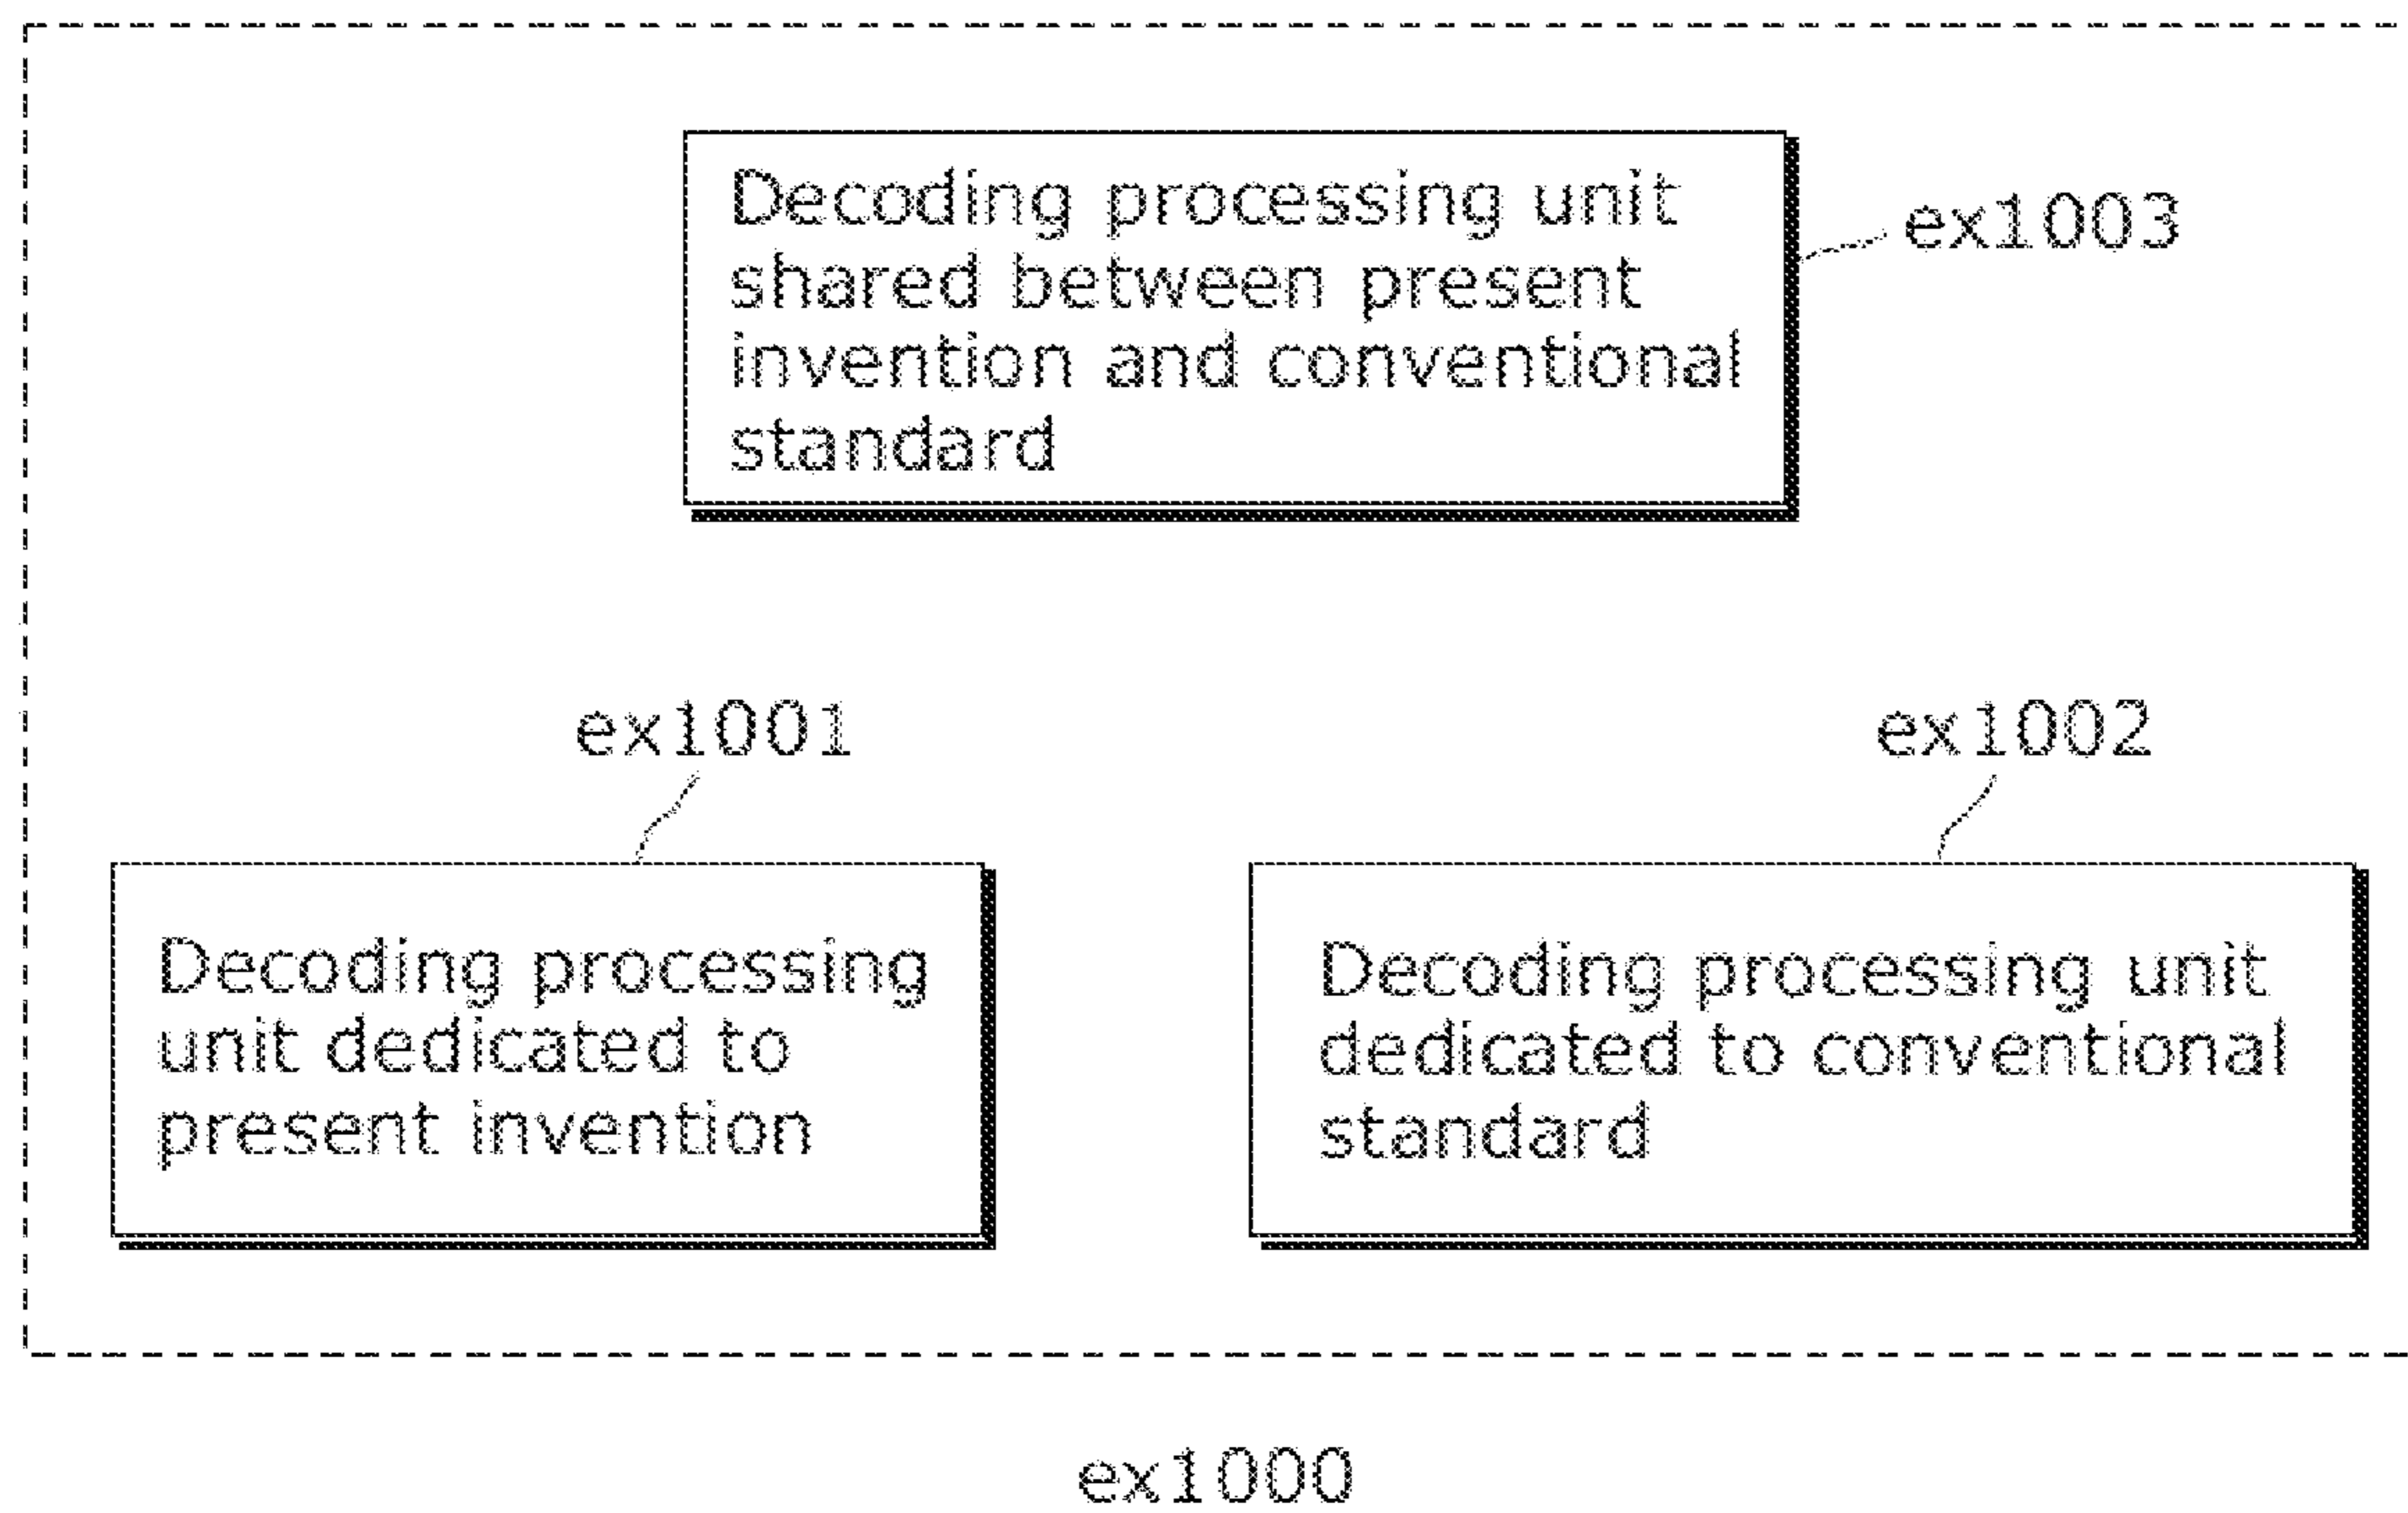 Decoding processing unit
shared between present
invention and conventional
standard
ex1003
ex1001
ex1002
Decoding processing
unit dedicated to
present invention
Decoding processing unit
dedicated to conventional
standard
ex1000